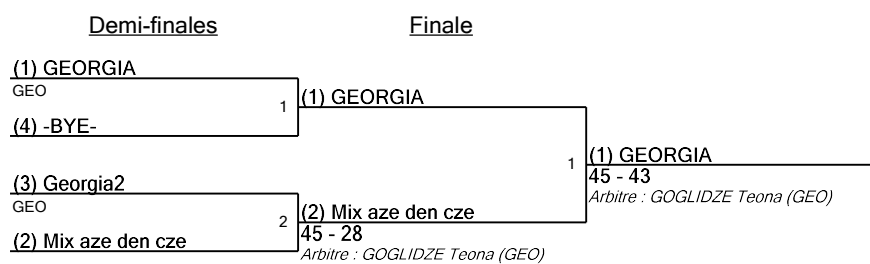 Demi-finales
Finale
(1) GEORGIA
GEO
1
(1) GEORGIA
(4) -BYE-
1
(1) GEORGIA
45 - 43
Arbitre : GOGLIDZE Teona (GEO)
(3) Georgia2
GEO
2
(2) Mix aze den cze
45 - 28
Arbitre : GOGLIDZE Teona (GEO)
(2) Mix aze den cze